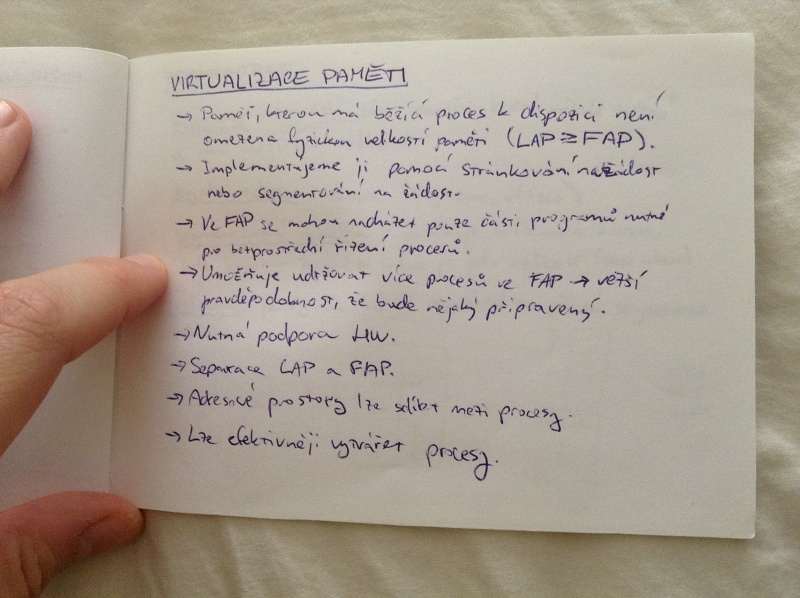 VIRTUALIZACE PAMĚTI
→ Paměť, kterou má běžící proces k dispozici není
omezena fyzickou velikostí paměti (LAP ≥ FAP).
→ Implementujeme ji pomocí stránkování na žádost
nebo segmentování na žádost.
→ Ve FAP se mohou nacházet pouze části programů nutné
pro bezprostřední řízení procesů.
→ Umožňuje udržovat více procesů ve FAP → větší
pravděpodobnost, že bude nějaký připravený.
→ Nutná podpora HW.
→ Separace LAP a FAP.
→ Adresové prostory lze sdílet mezi procesy.
→ Lze efektivněji vytvářet procesy.